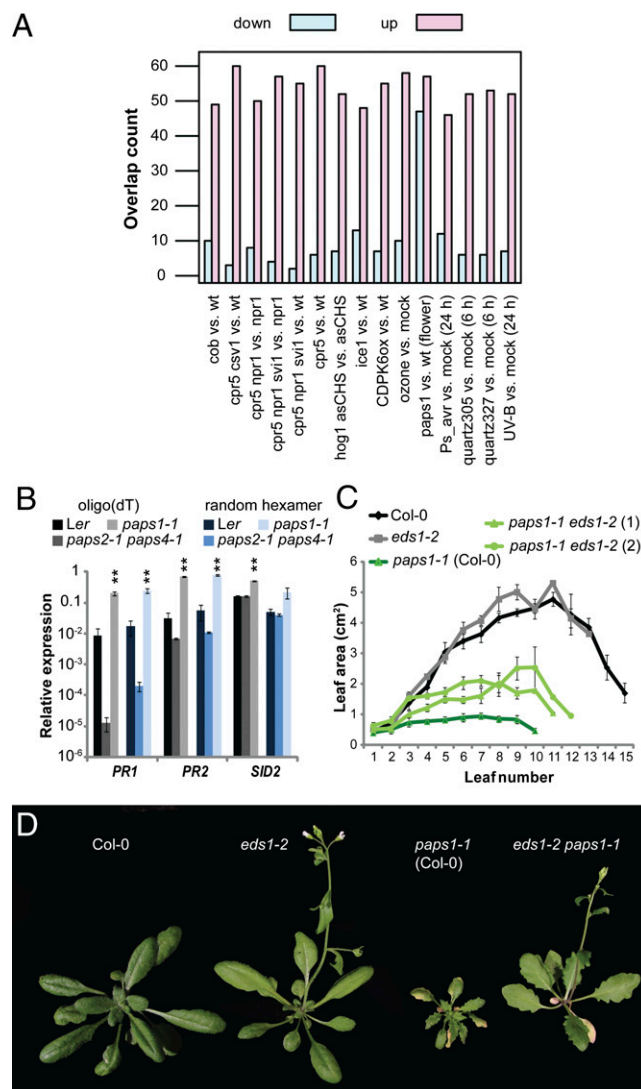 A
down
up
Overlap count
60
50
40
30
20
10
0
cob vs. wt
cpr5 csv1 vs. wt
cpr5 npr1 vs. npr1
cpr5 npr1 svi1 vs. npr1
cpr5 npr1 svi1 vs. wt
cpr5 vs. wt
hog1 asCHS vs. asCHS
ice1 vs. wt
CDPK6ox vs. wt
ozone vs. mock
paps1 vs. wt (flower)
Ps_avr vs. mock (24 h)
quartz305 vs. mock (6 h)
quartz327 vs. mock (6 h)
UV-B vs. mock (24 h)
B
oligo(dT)
random hexamer
Ler
paps1-1
Ler
paps1-1
paps2-1 paps4-1
paps2-1 paps4-1
Relative expression
1
0.1
10-2
10-3
10-4
10-5
10-6
**
**
**
**
**
PR1
PR2
SID2
C
Col-0
eds1-2
paps1-1 (Col-0)
paps1-1 eds1-2 (1)
paps1-1 eds1-2 (2)
Leaf area (cm²)
6
5
4
3
2
1
0
1 2 3 4 5 6 7 8 9 10 11 12 13 14 15
Leaf number
D
Col-0
eds1-2
paps1-1
(Col-0)
eds1-2 paps1-1